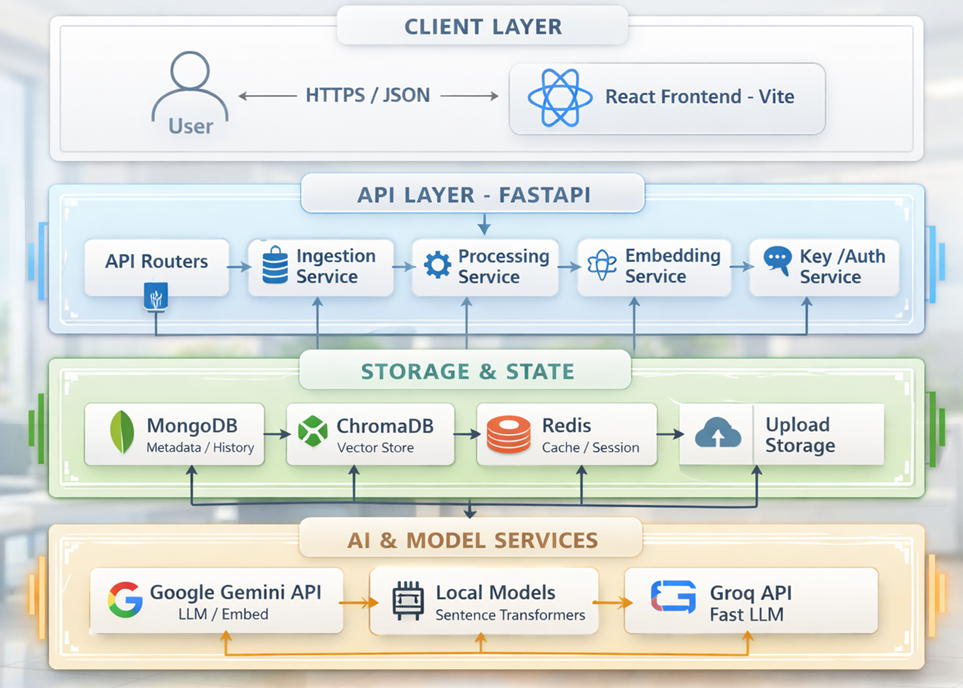 CLIENT LAYER
User
HTTPS / JSON
React Frontend - Vite
API LAYER - FASTAPI
API Routers
Ingestion
Service
Processing
Service
Embedding
Service
Key /Auth
Service
STORAGE & STATE
MongoDB
Metadata / History
ChromaDB
Vector Store
Redis
Cache / Session
Upload
Storage
AI & MODEL SERVICES
Google Gemini API
LLM / Embed
Local Models
Sentence Transformers
Groq API
Fast LLM